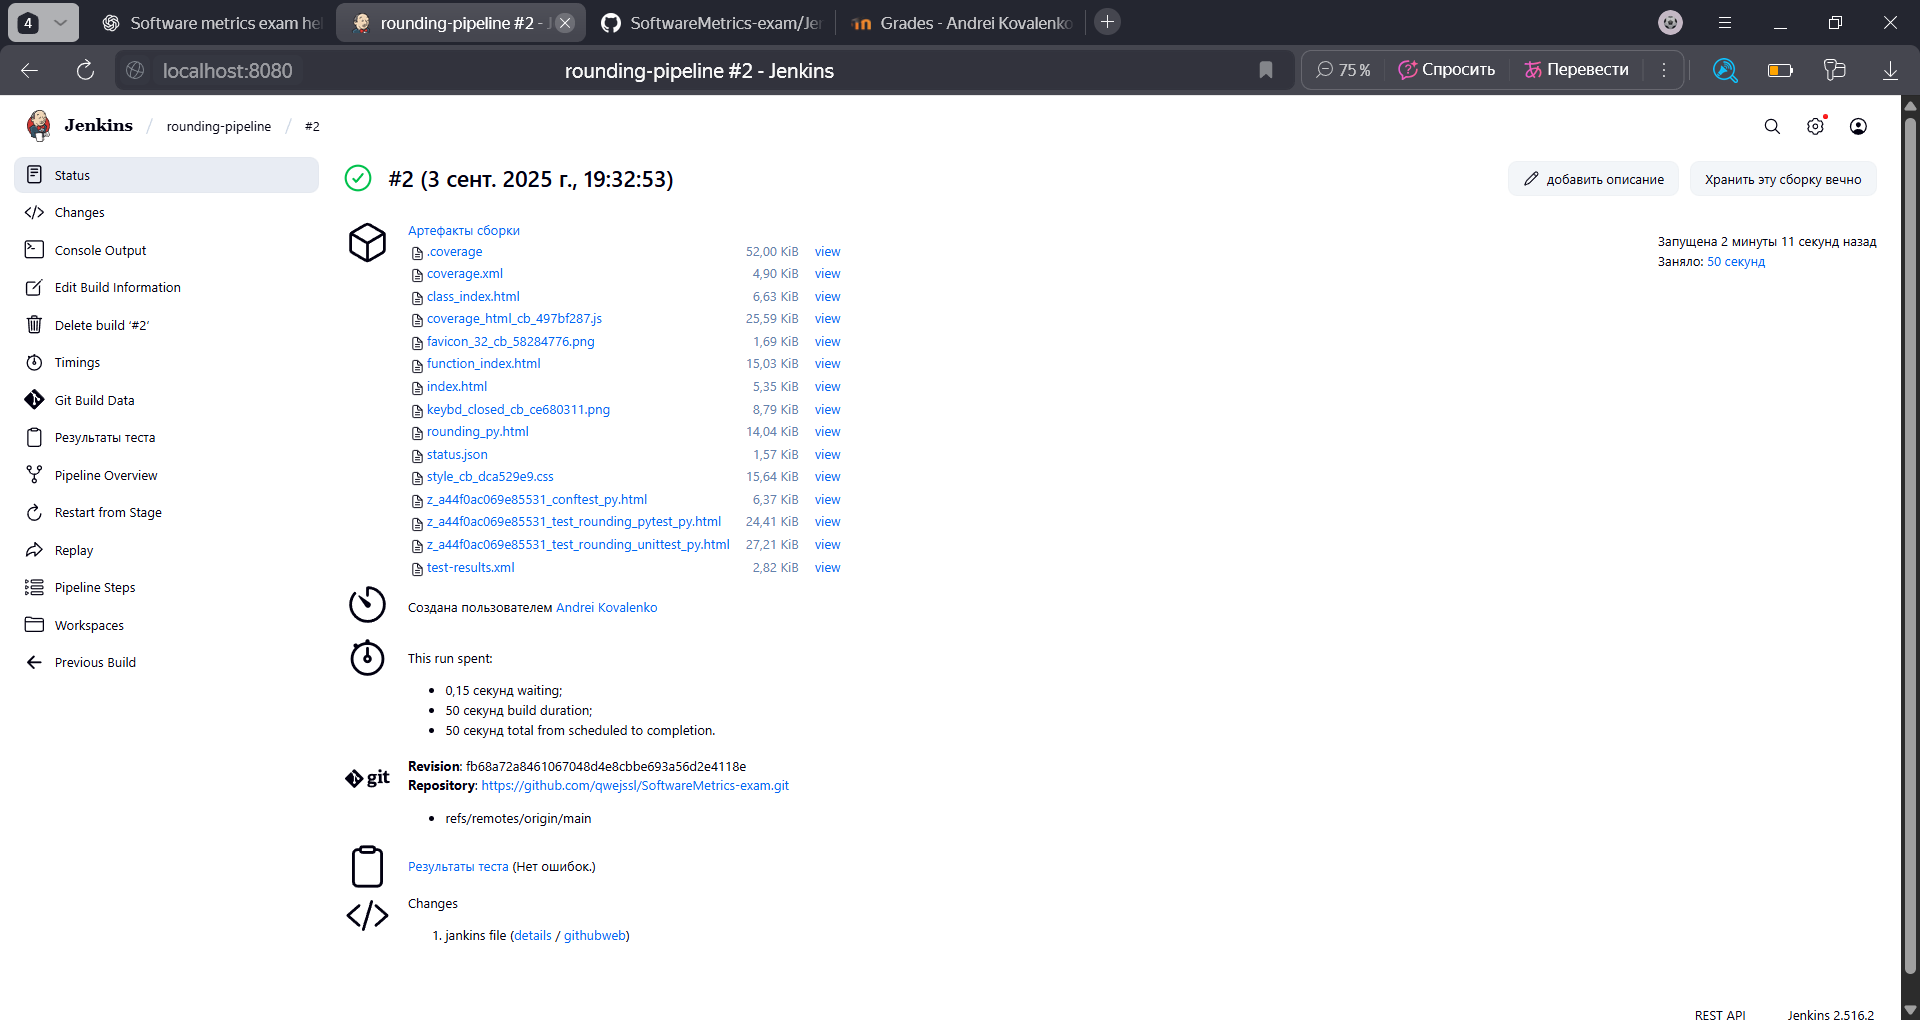 4
Software metrics exam hel
rounding-pipeline #2 - J
SoftwareMetrics-exam/Jen
Grades - Andrei Kovalenko
localhost:8080
rounding-pipeline #2 - Jenkins
75 %
Спросить
Перевести
Jenkins / rounding-pipeline / #2
Status
Changes
Console Output
Edit Build Information
Delete build ‘#2’
Timings
Git Build Data
Результаты теста
Pipeline Overview
Restart from Stage
Replay
Pipeline Steps
Workspaces
Previous Build
#2 (3 сент. 2025 г., 19:32:53)
добавить описание
Хранить эту сборку вечно
Запущена 2 минуты 11 секунд назад
Заняло: 50 секунд
Артефакты сборки
.coverage 52,00 KiB view
coverage.xml 4,90 KiB view
class_index.html 6,63 KiB view
coverage_html_cb_497bf287.js 25,59 KiB view
favicon_32_cb_58284776.png 1,69 KiB view
function_index.html 15,03 KiB view
index.html 5,35 KiB view
keybd_closed_cb_ce680311.png 8,79 KiB view
rounding_py.html 14,04 KiB view
status.json 1,57 KiB view
style_cb_dca529e9.css 15,64 KiB view
z_a44f0ac069e85531_conftest_py.html 6,37 KiB view
z_a44f0ac069e85531_test_rounding_pytest_py.html 24,41 KiB view
z_a44f0ac069e85531_test_rounding_unittest_py.html 27,21 KiB view
test-results.xml 2,82 KiB view
Создана пользователем Andrei Kovalenko
This run spent:
• 0,15 секунд waiting;
• 50 секунд build duration;
• 50 секунд total from scheduled to completion.
git
Revision: fb68a72a8461067048d4e8cbbe693a56d2e4118e
Repository: https://github.com/qwejssl/SoftwareMetrics-exam.git
• refs/remotes/origin/main
Результаты теста (Нет ошибок.)
Changes
1. jankins file (details / githubweb)
REST API
Jenkins 2.516.2